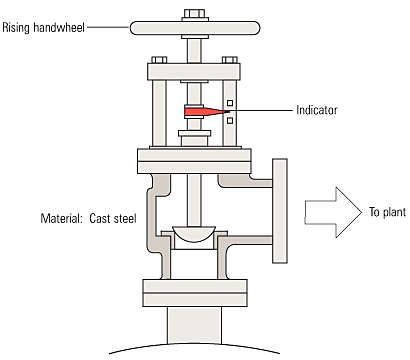 Rising handwheel
Indicator
Material: Cast steel
To plant